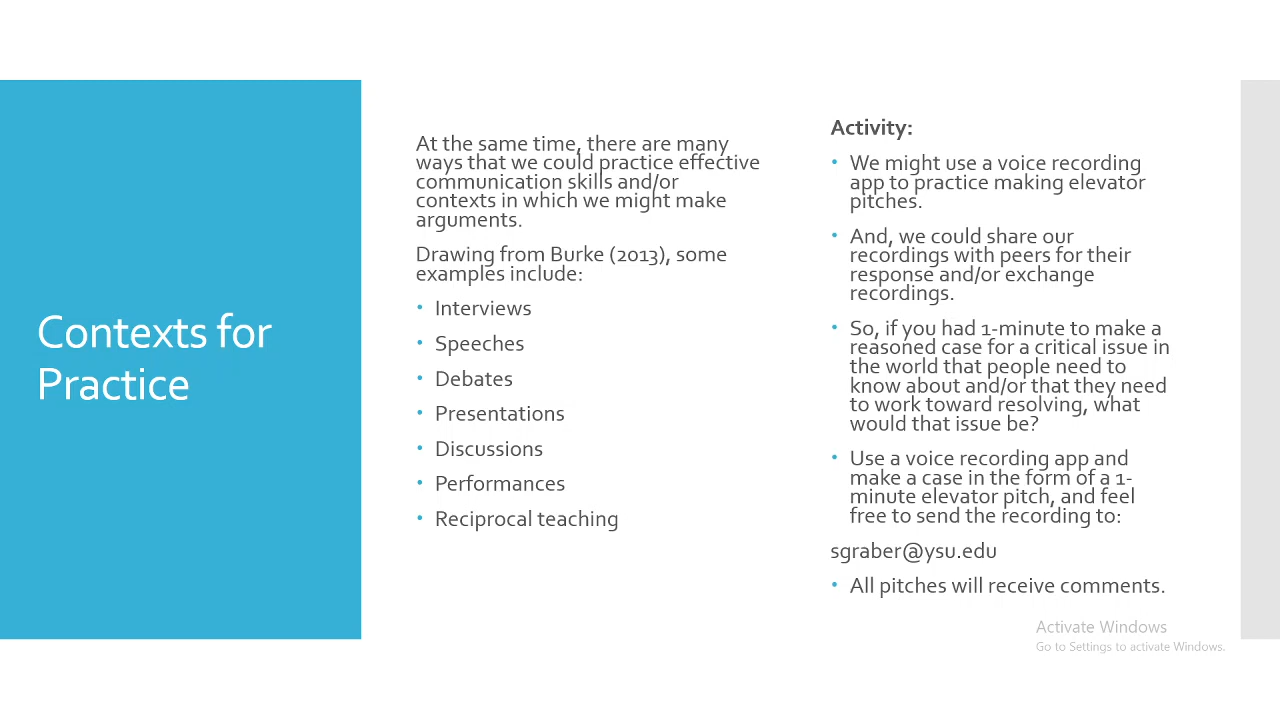 Contexts for
Practice
At the same time, there are many
ways that we could practice effective
communication skills and/or
contexts in which we might make
arguments.
Drawing from Burke (2013), some
examples include:
• Interviews
• Speeches
• Debates
• Presentations
• Discussions
• Performances
• Reciprocal teaching
Activity:
• We might use a voice recording
app to practice making elevator
pitches.
• And, we could share our
recordings with peers for their
response and/or exchange
recordings.
• So, if you had 1-minute to make a
reasoned case for a critical issue in
the world that people need to
know about and/or that they need
to work toward resolving, what
would that issue be?
• Use a voice recording app and
make a case in the form of a 1-
minute elevator pitch, and feel
free to send the recording to:
sgraber@ysu.edu
• All pitches will receive comments.
Activate Windows
Go to Settings to activate Windows.